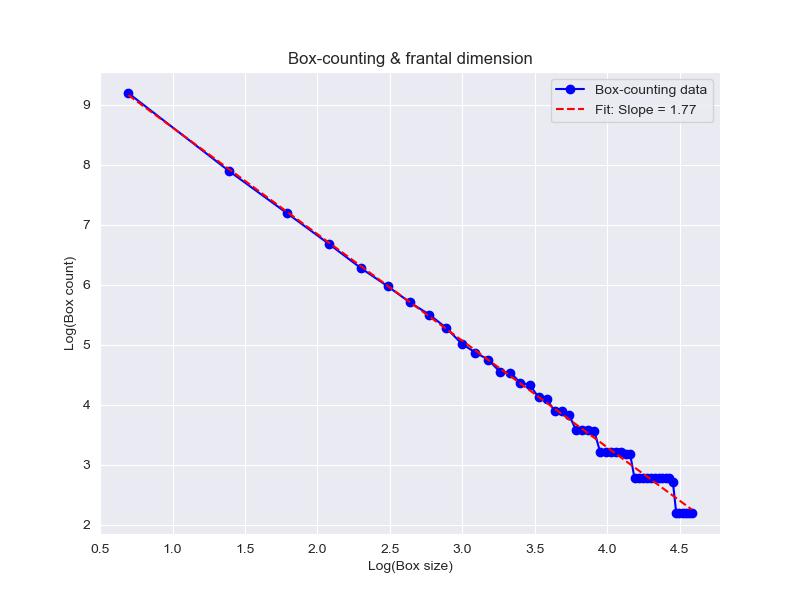 Box-counting & frantal dimension
Box-counting data
Fit: Slope = 1.77
Log(Box count)
9
8
7
6
5
4
3
2
0.5 1.0 1.5 2.0 2.5 3.0 3.5 4.0 4.5
Log(Box size)